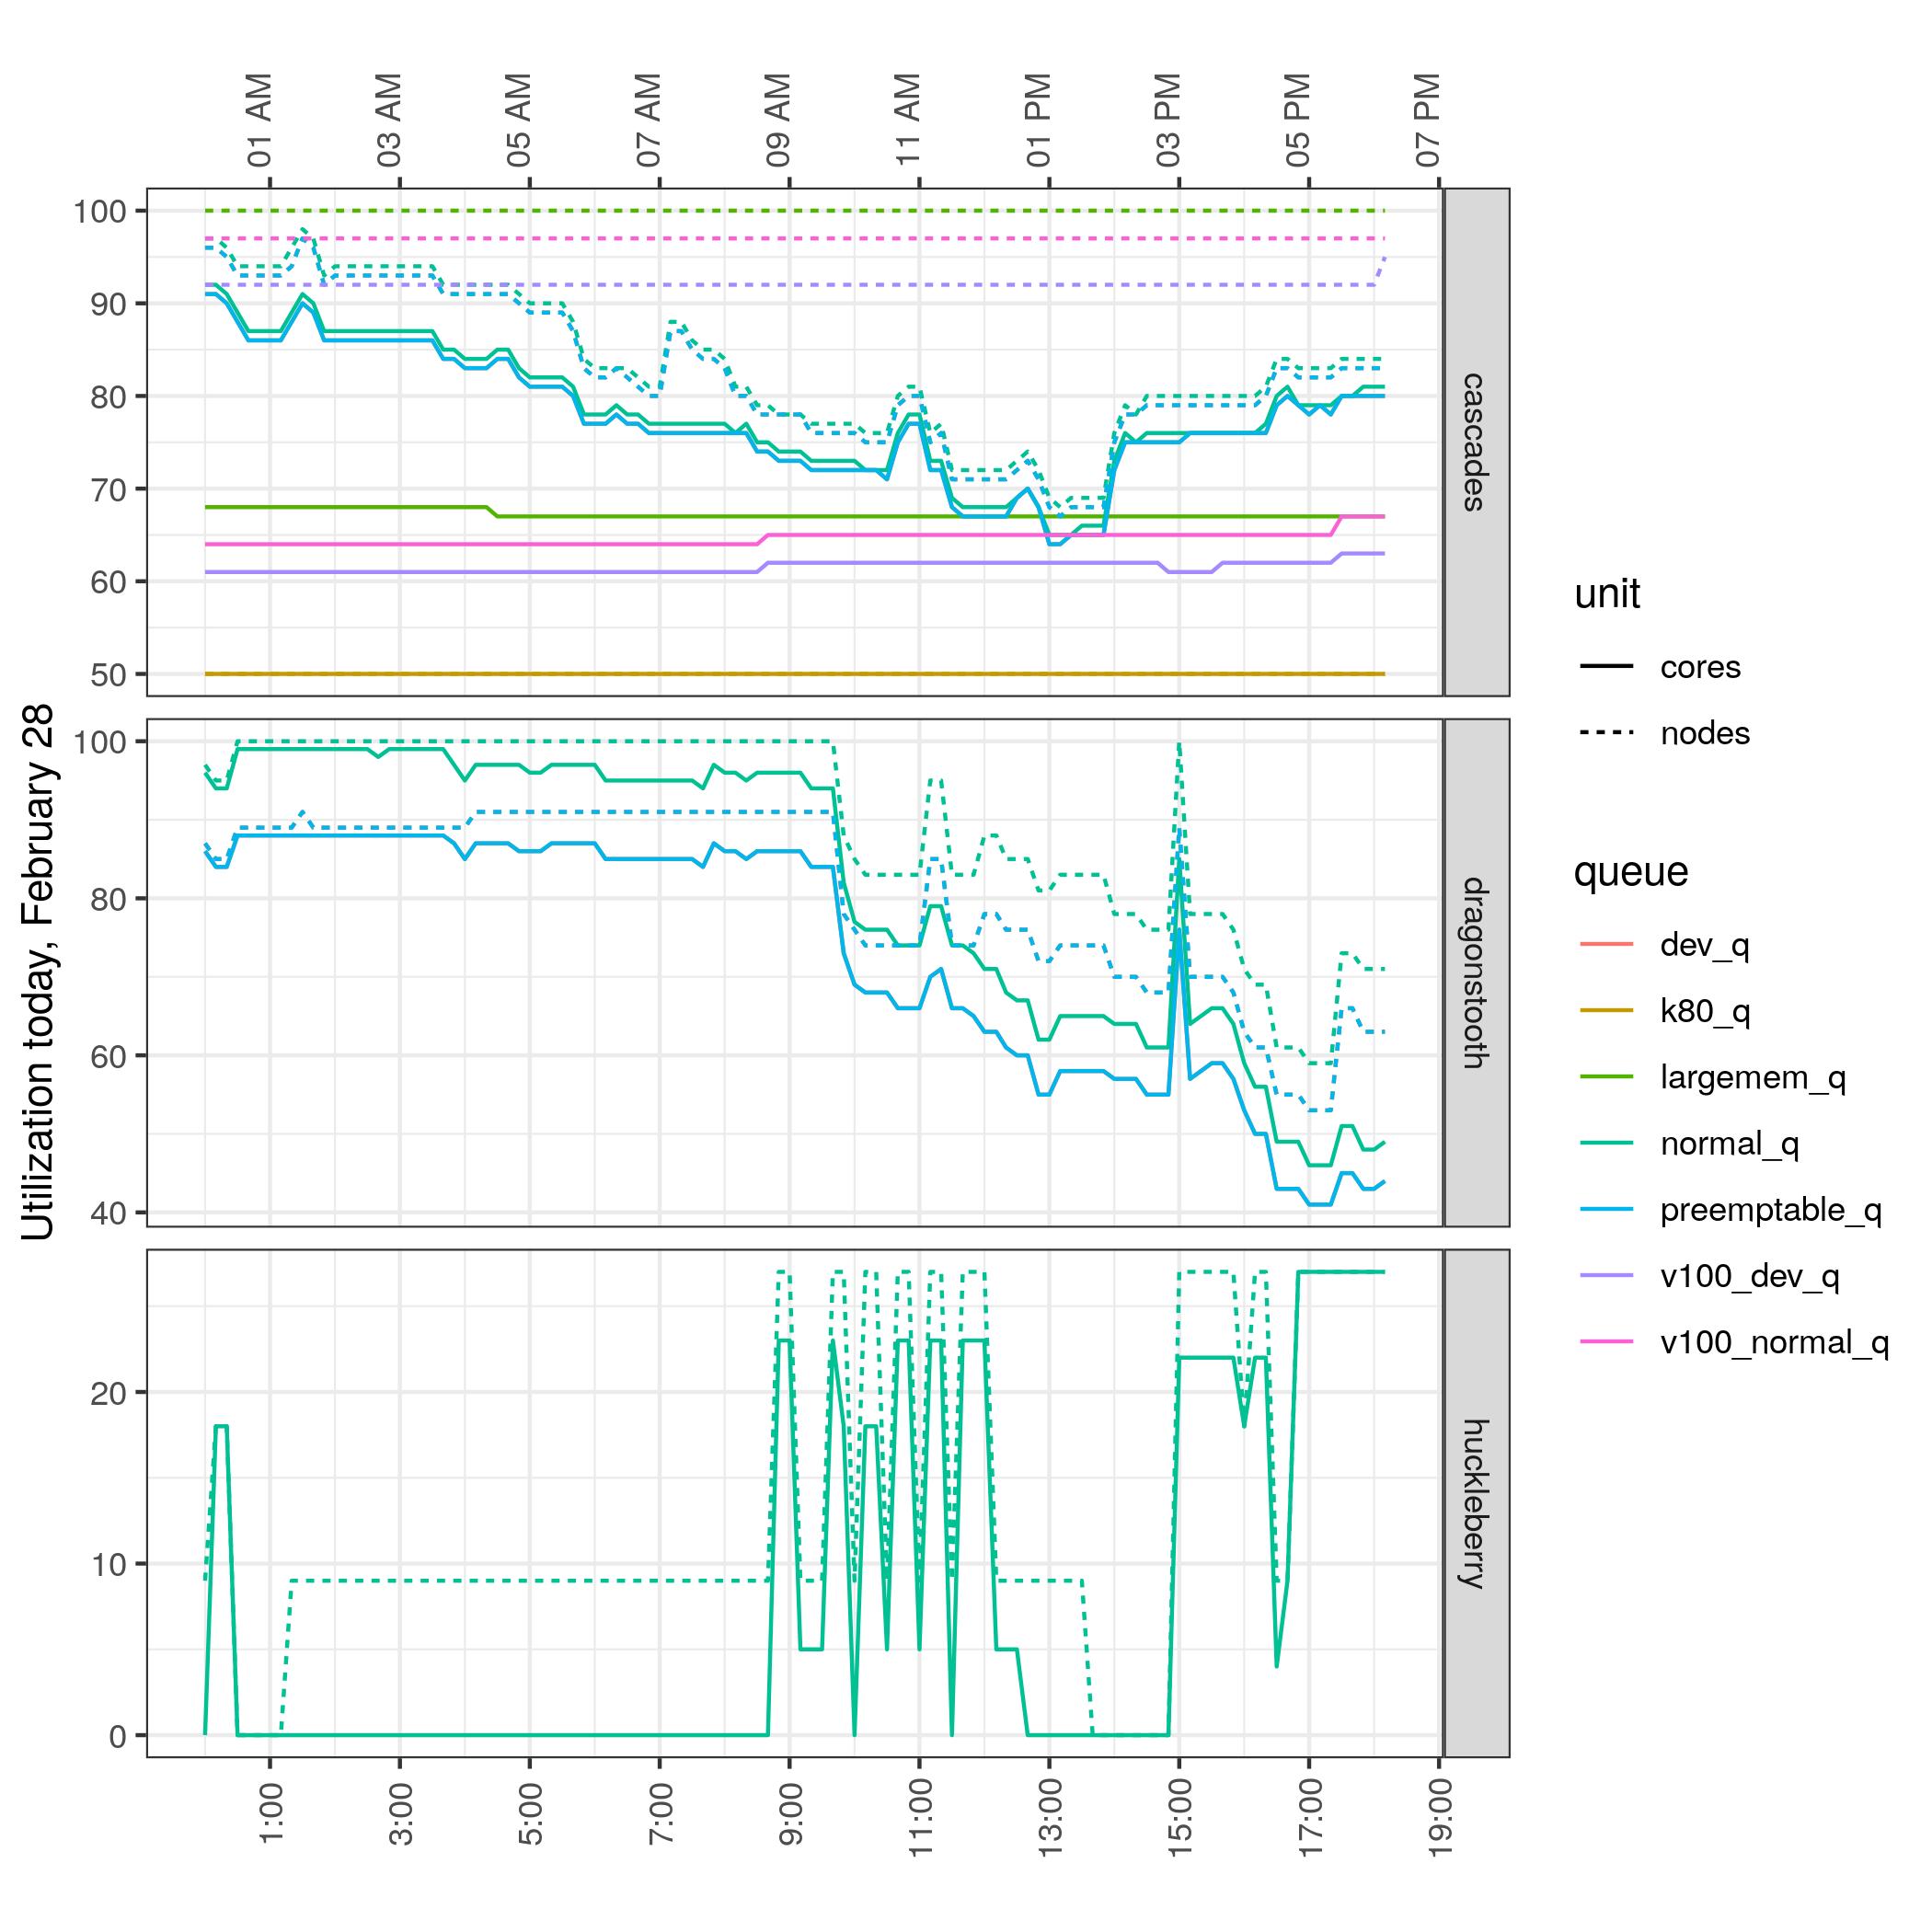 01 AM
03 AM
05 AM
07 AM
09 AM
11 AM
01 PM
03 PM
05 PM
07 PM
Utilization today, February 28
100
90
80
70
60
50
cascades
100
80
60
40
dragonstooth
20
10
0
huckleberry
1:00
3:00
5:00
7:00
9:00
11:00
13:00
15:00
17:00
19:00
unit
cores
nodes
queue
dev_q
k80_q
largemem_q
normal_q
preemptable_q
v100_dev_q
v100_normal_q